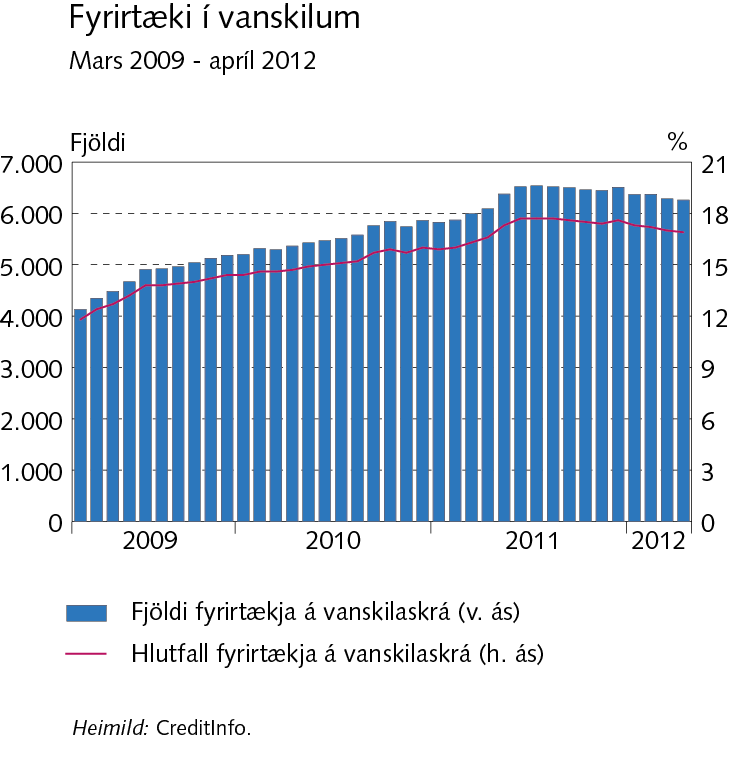 Fyrirtæki í vanskilum
Mars 2009 - apríl 2012
Fjöldi %
7.000 21
6.000 18
5.000 15
4.000 12
3.000 9
2.000 6
1.000 3
0 0
2009 2010 2011 2012
Fjöldi fyrirtækja á vanskilaskrá (v. ás)
Hlutfall fyrirtækja á vanskilaskrá (h. ás)
Heimild: CreditInfo.